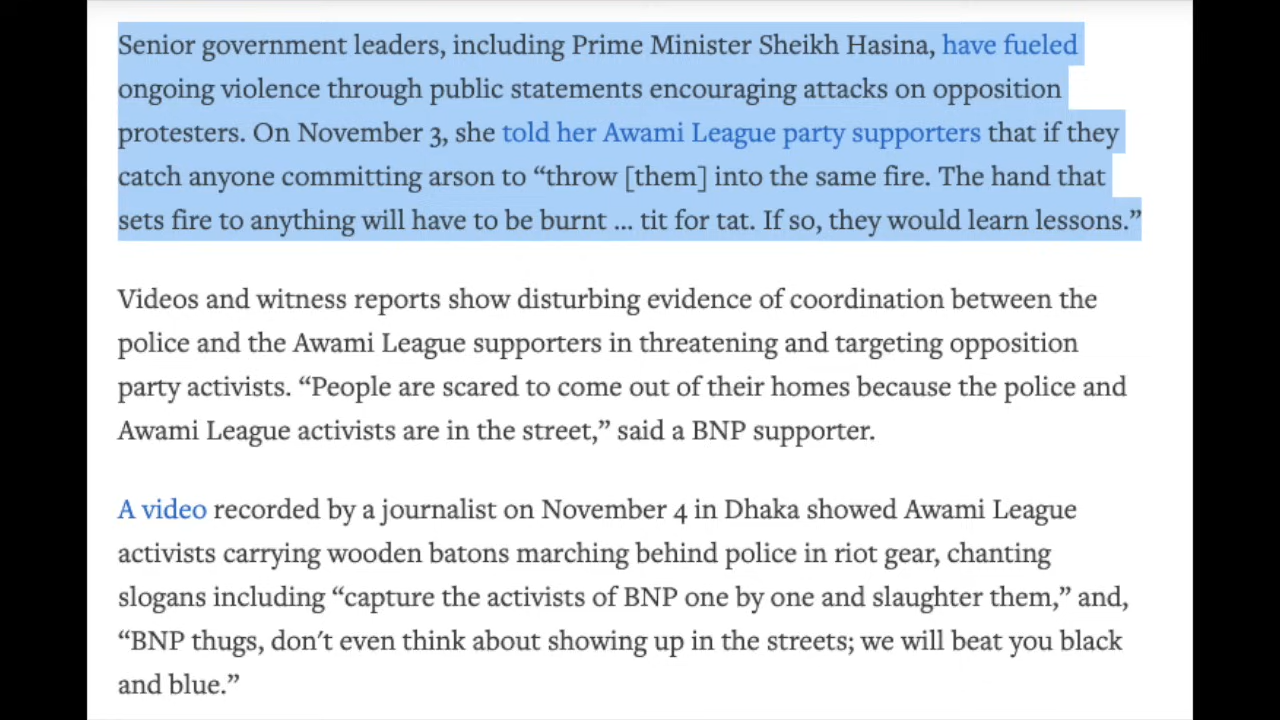 Senior government leaders, including Prime Minister Sheikh Hasina, have fueled
ongoing violence through public statements encouraging attacks on opposition
protesters. On November 3, she told her Awami League party supporters that if they
catch anyone committing arson to “throw [them] into the same fire. The hand that
sets fire to anything will have to be burnt ... tit for tat. If so, they would learn lessons.”
Videos and witness reports show disturbing evidence of coordination between the
police and the Awami League supporters in threatening and targeting opposition
party activists. “People are scared to come out of their homes because the police and
Awami League activists are in the street,” said a BNP supporter.
A video recorded by a journalist on November 4 in Dhaka showed Awami League
activists carrying wooden batons marching behind police in riot gear, chanting
slogans including “capture the activists of BNP one by one and slaughter them,” and,
“BNP thugs, don't even think about showing up in the streets; we will beat you black
and blue.”